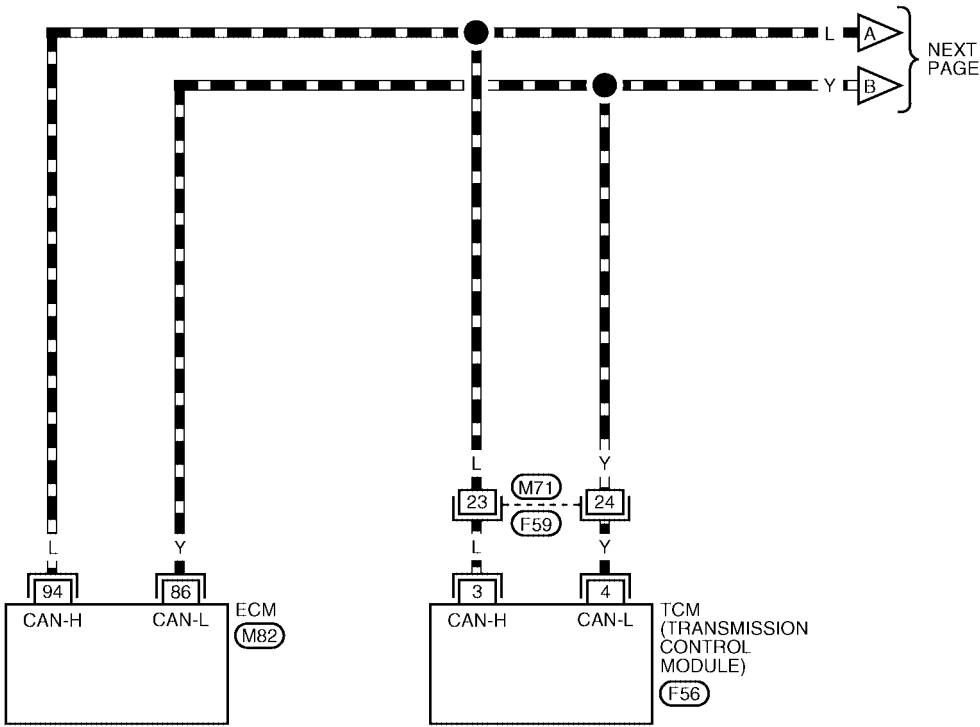 L
A
NEXT
PAGE
Y
B
L
Y
M71
23
24
F59
L
Y
L
Y
94
86
3
4
ECM
TCM
CAN-H
CAN-L
CAN-H
CAN-L
(TRANSMISSION
M82
CONTROL
MODULE)
F56